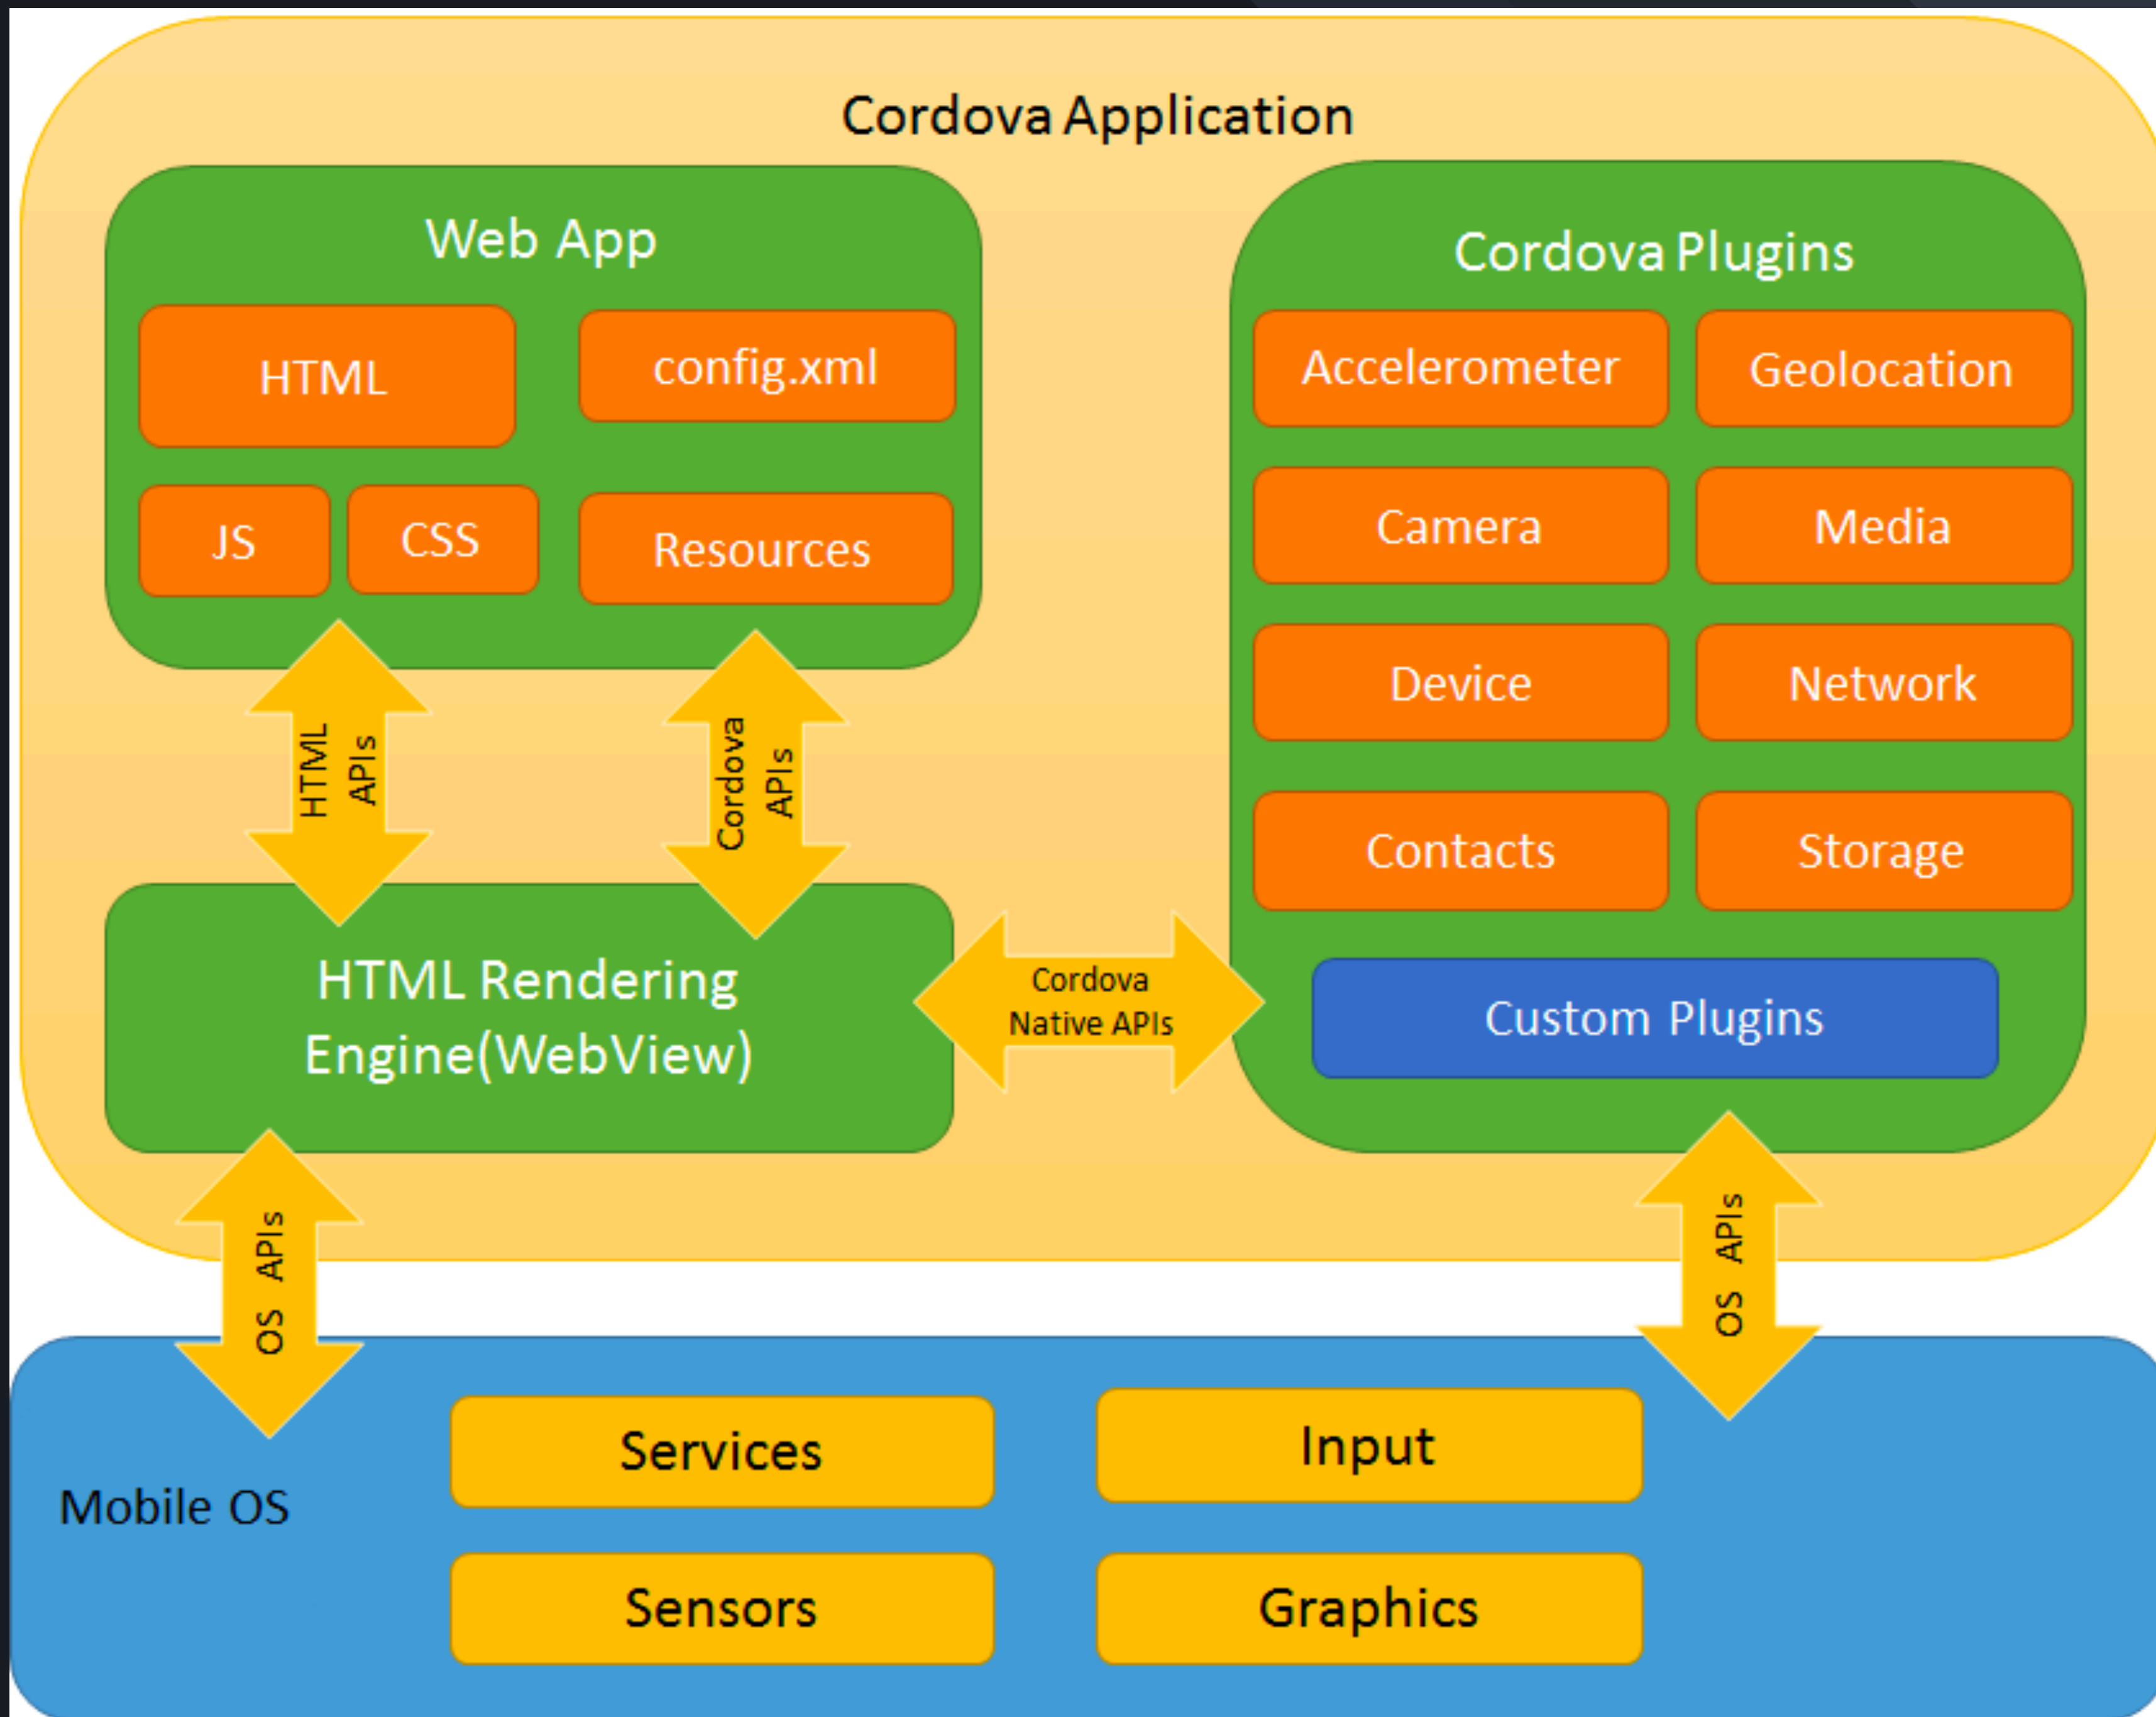 Cordova Application
Web App
HTML
config.xml
JS
CSS
Resources
HTML
APIs
Cordova
APIs
HTML Rendering
Engine(WebView)
Cordova
Native APIs
Cordova Plugins
Accelerometer
Geolocation
Camera
Media
Device
Network
Contacts
Storage
Custom Plugins
OS APIs
OS APIs
Mobile OS
Services
Input
Sensors
Graphics